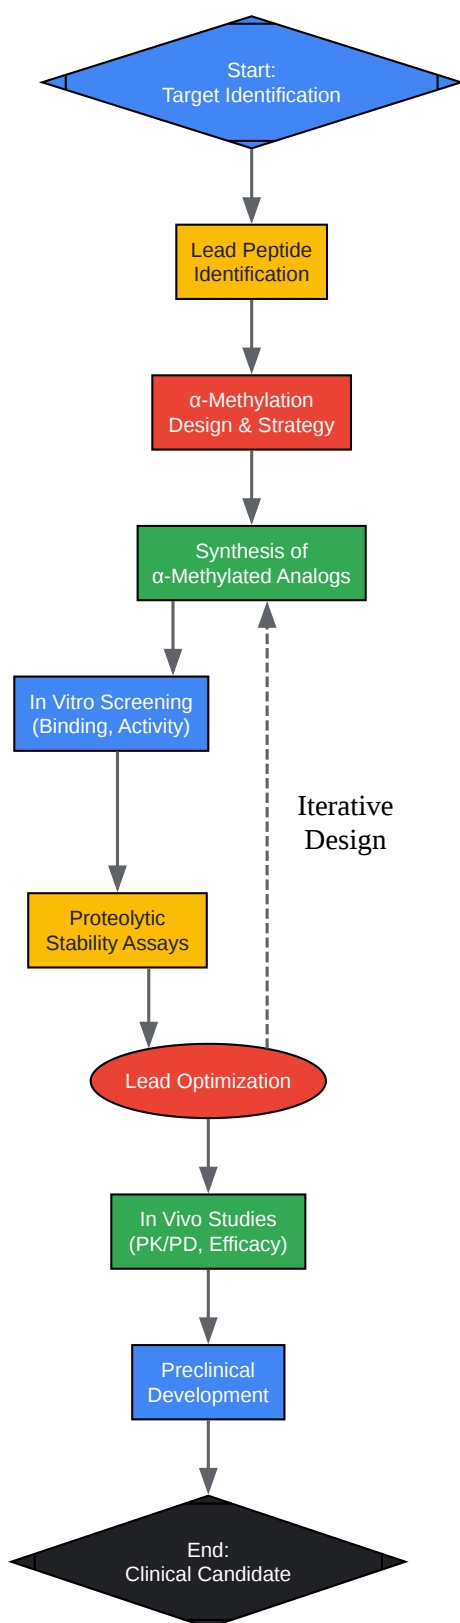 Start:
Target Identification
Lead Peptide
Identification
α-Methylation
Design & Strategy
Synthesis of
α-Methylated Analogs
In Vitro Screening
(Binding, Activity)
Iterative
Design
Proteolytic
Stability Assays
Lead Optimization
In Vivo Studies
(PK/PD, Efficacy)
Preclinical
Development
End:
Clinical Candidate